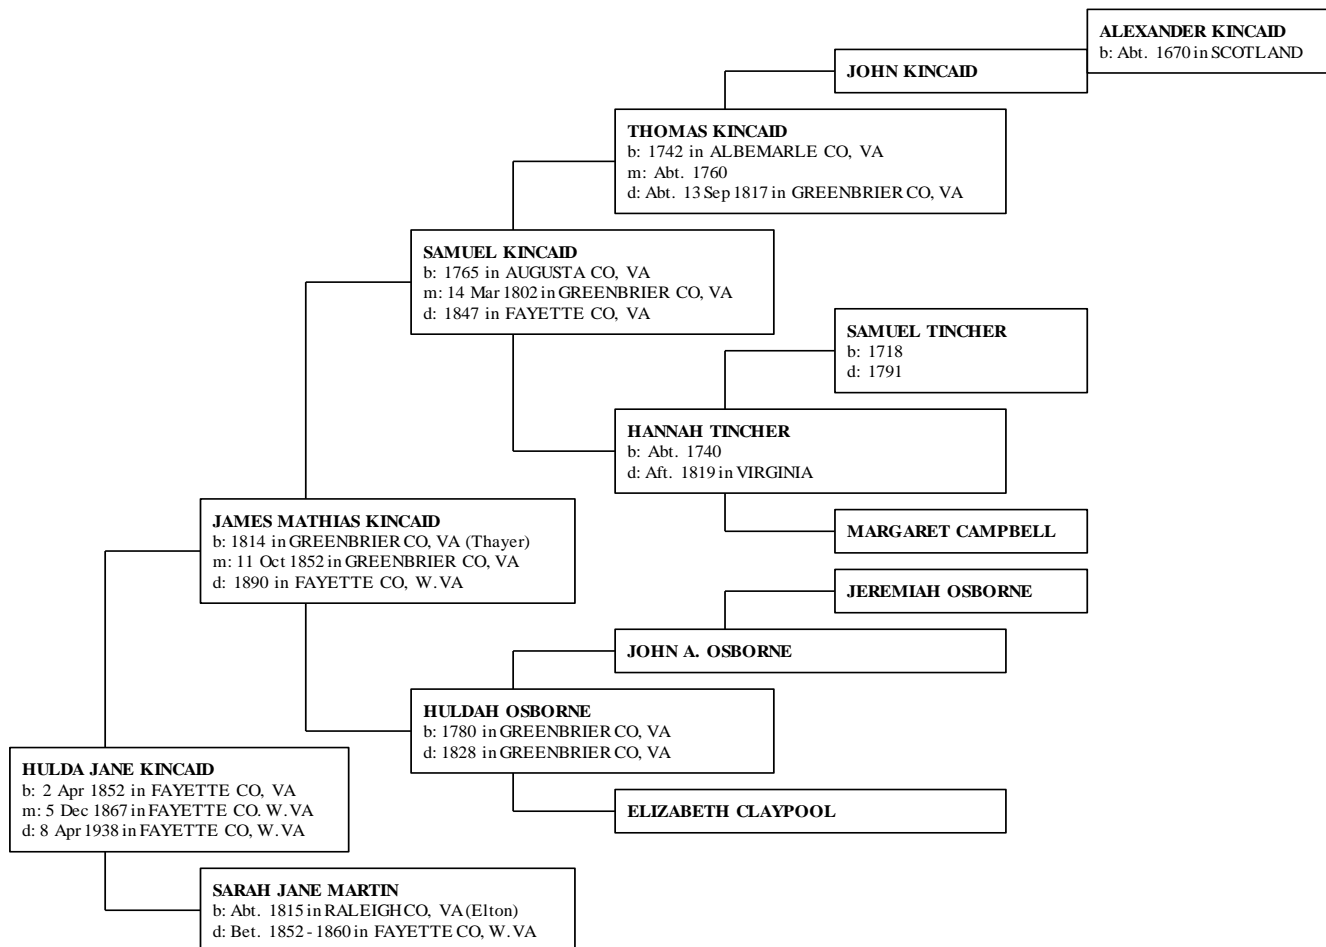 ALEXANDER KINCAID
b: Abt. 1670 in SCOTLAND
JOHN KINCAID
THOMAS KINCAID
b: 1742 in ALBEMARLE CO, VA
m: Abt. 1760
d: Abt. 13 Sep 1817 in GREENBRIER CO, VA
SAMUEL KINCAID
b: 1765 in AUGUSTA CO, VA
m: 14 Mar 1802 in GREENBRIER CO, VA
d: 1847 in FAYETTE CO, VA
SAMUEL TINCHER
b: 1718
d: 1791
HANNAH TINCHER
b: Abt. 1740
d: Aft. 1819 in VIRGINIA
MARGARET CAMPBELL
JAMES MATHIAS KINCAID
b: 1814 in GREENBRIER CO, VA (Thayer)
m: 11 Oct 1852 in GREENBRIER CO, VA
d: 1890 in FAYETTE CO, W.VA
JEREMIAH OSBORNE
JOHN A. OSBORNE
HULDAH OSBORNE
b: 1780 in GREENBRIER CO, VA
d: 1828 in GREENBRIER CO, VA
ELIZABETH CLAYPOOL
HULDA JANE KINCAID
b: 2 Apr 1852 in FAYETTE CO, VA
m: 5 Dec 1867 in FAYETTE CO. W.VA
d: 8 Apr 1938 in FAYETTE CO, W.VA
SARAH JANE MARTIN
b: Abt. 1815 in RALEIGH CO, VA (Elton)
d: Bet. 1852 - 1860 in FAYETTE CO, W.VA